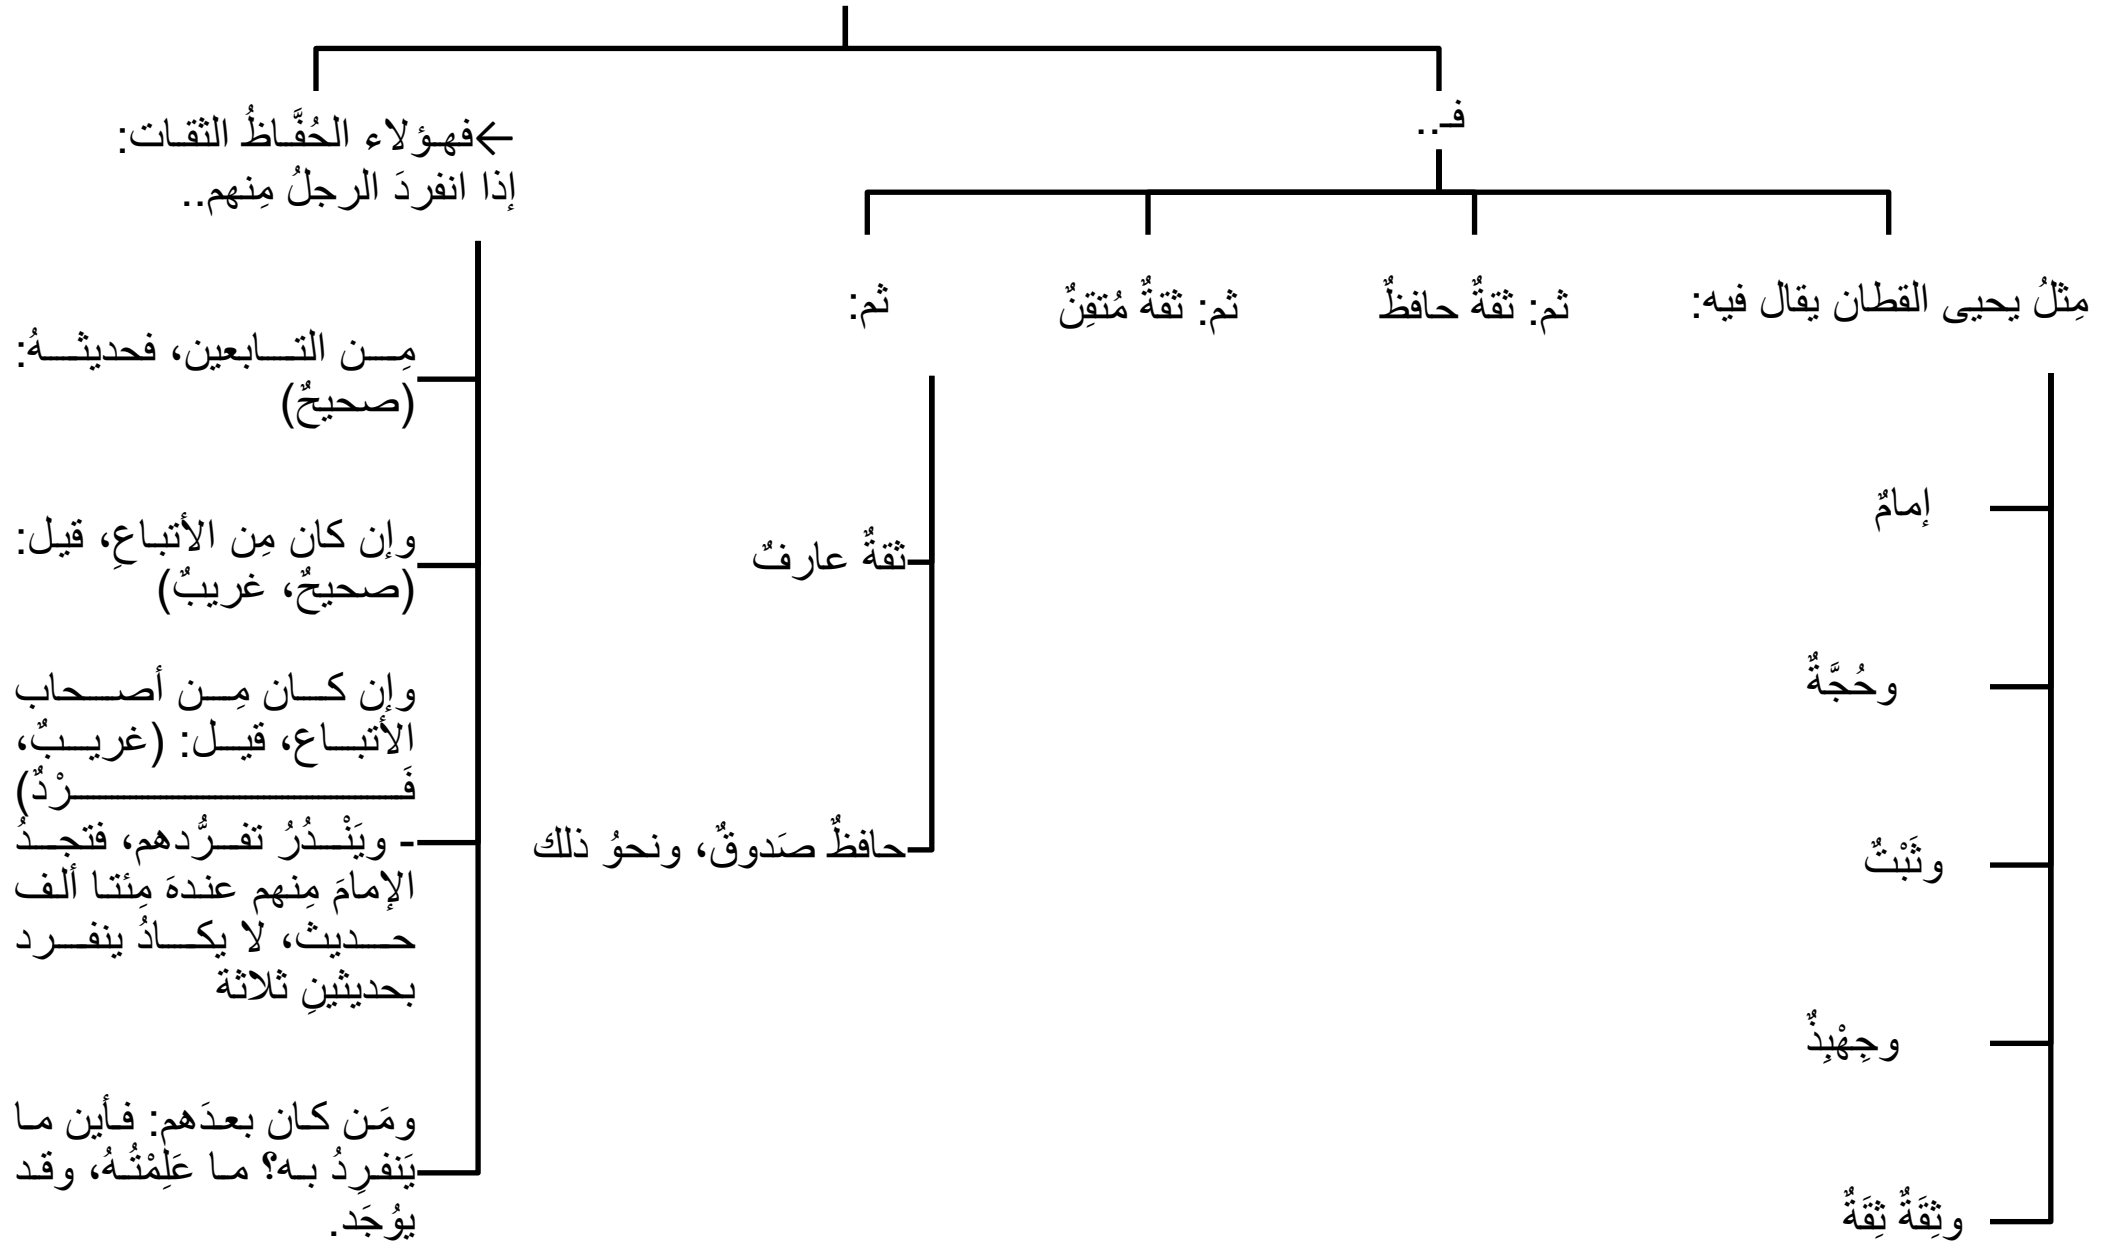 فـ..
مِثلُ يحيى القطان يقال فيه:
إمامٌ
وحُجَّةٌ
وثَبْتٌ
وجِهْبِذٌ
وثِقَةٌ ثِقَةٌ
ثم: ثقةٌ حافظٌ
ثم: ثقةٌ مُتقِنٌ
ثم:
ثقةٌ عارفٌ
حافظٌ صَدوقٌ، ونحوُ ذلك
←فهؤلاء الحُفَّاظُ الثقات:
إذا انفردَ الرجلُ مِنهم..
مِن التابعين، فحديثهُ:
(صحيحٌ)
وإن كان مِن الأتباعِ، قيل:
(صحيحٌ، غريبٌ)
وإن كان مِن أصحاب
الأتباع، قيل: (غريبٌ،
فَرْدٌ)
- ويَنْدُرُ تفرُّدهم، فتجدُ
الإمامَ مِنهم عندهَ مِئتا ألف
حديث، لا يكادُ ينفرد
بحديثينِ ثلاثة
ومَن كان بعدَهم: فأين ما
يَنفرِدُ به؟ ما عَلِمْتُهُ، وقد
يوُجَد.